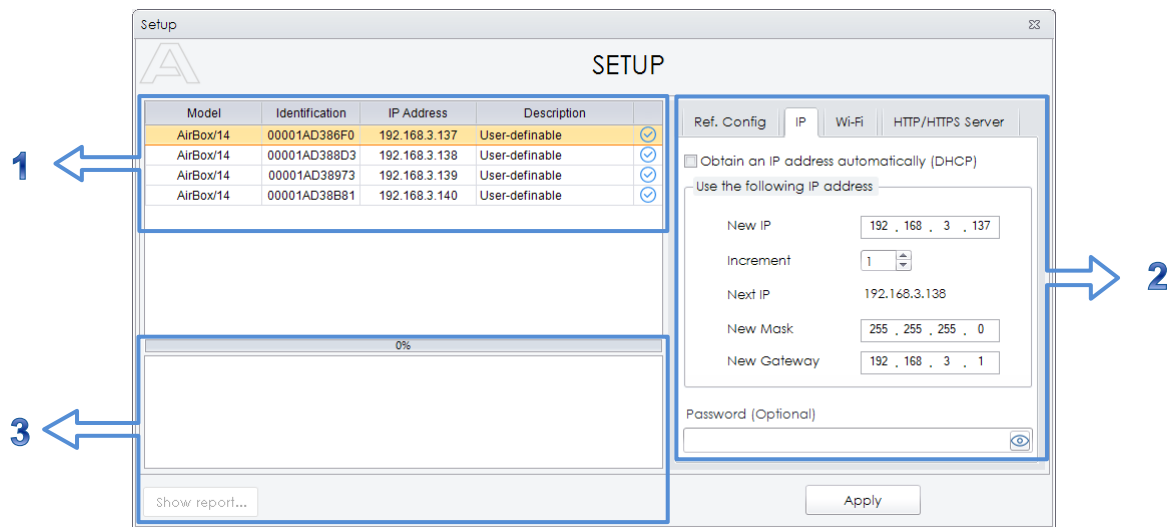 Setup
SETUP
Model Identification IP Address Description
AirBox/14 00001AD386F0 192.168.3.137 User-definable
AirBox/14 00001AD388D3 192.168.3.138 User-definable
AirBox/14 00001AD38973 192.168.3.139 User-definable
AirBox/14 00001AD38B81 192.168.3.140 User-definable
1
Ref. Config IP Wi-Fi HTTP/HTTPS Server
Obtain an IP address automatically (DHCP)
Use the following IP address
New IP 192 . 168 . 3 . 137
Increment 1
Next IP 192.168.3.138
New Mask 255 . 255 . 255 . 0
New Gateway 192 . 168 . 3 . 1
Password (Optional)
2
0%
3
Show report...
Apply